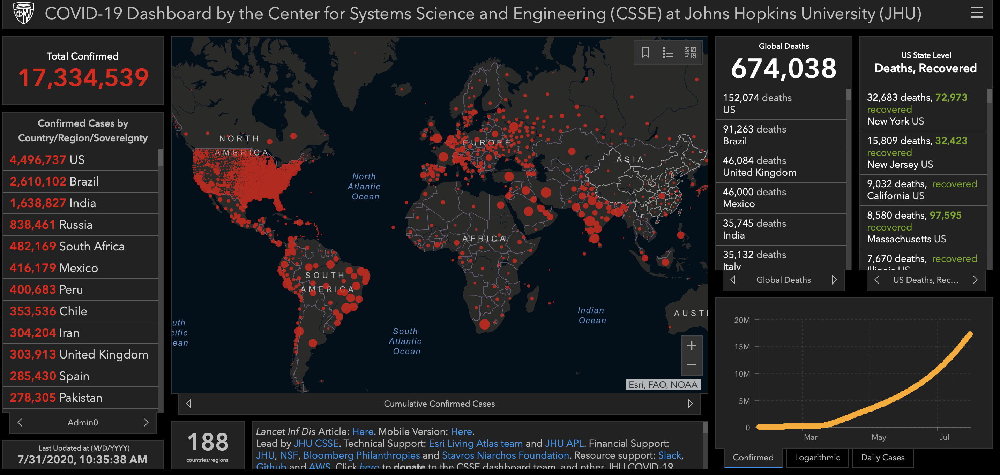 COVID-19 Dashboard by the Center for Systems Science and Engineering (CSSE) at Johns Hopkins University (JHU)
Total Confirmed
17,334,539
Confirmed Cases by
Country/Region/Sovereignty
4,496,737 US
2,610,102 Brazil
1,638,827 India
838,461 Russia
482,169 South Africa
416,179 Mexico
400,683 Peru
353,536 Chile
304,204 Iran
303,913 United Kingdom
285,430 Spain
278,305 Pakistan
Admin0
Last Updated at (M/D/YYYY)
7/31/2020, 10:35:38 AM
NORTH
AMERICA
EUROPE
ASIA
North
Atlantic
Ocean
AFRICA
SOUTH
AMERICA
Indian
Ocean
AUSTI
uth
cific
ean
South
Atlantic
Ocean
+
−
Esri, FAO, NOAA
Cumulative Confirmed Cases
188
countries/regions
Lancet Inf Dis Article: Here. Mobile Version: Here.
Lead by JHU CSSE. Technical Support: Esri Living Atlas team and JHU APL. Financial Support:
JHU, NSF, Bloomberg Philanthropies and Stavros Niarchos Foundation. Resource support: Slack,
Github and AWS. Click here to donate to the CSSE dashboard team, and other JHU COVID-19
Global Deaths
674,038
152,074 deaths
US
91,263 deaths
Brazil
46,084 deaths
United Kingdom
46,000 deaths
Mexico
35,745 deaths
India
35,132 deaths
Italy
Global Deaths
US State Level
Deaths, Recovered
32,683 deaths, 72,973
recovered
New York US
15,809 deaths, 32,423
recovered
New Jersey US
9,032 deaths, recovered
California US
8,580 deaths, 97,595
recovered
Massachusetts US
7,670 deaths, recovered
Illinois US
US Deaths, Rec...
20M
15M
10M
5M
0
Mar
May
Jul
Confirmed
Logarithmic
Daily Cases